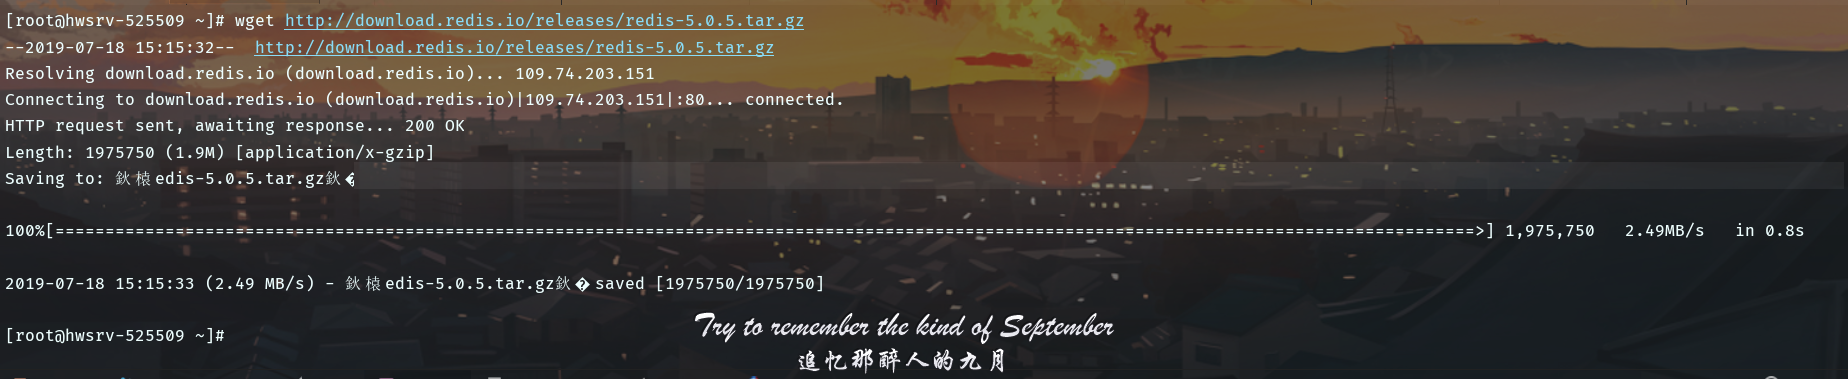 [root@hwsrv-525509 ~]# wget http://download.redis.io/releases/redis-5.0.5.tar.gz
--2019-07-18 15:15:32--  http://download.redis.io/releases/redis-5.0.5.tar.gz
Resolving download.redis.io (download.redis.io)... 109.74.203.151
Connecting to download.redis.io (download.redis.io)|109.74.203.151|:80... connected.
HTTP request sent, awaiting response... 200 OK
Length: 1975750 (1.9M) [application/x-gzip]
Saving to: 鈥榬edis-5.0.5.tar.gz鈥�
100%[==============================================================================================================================================>] 1,975,750   2.49MB/s   in 0.8s
2019-07-18 15:15:33 (2.49 MB/s) - 鈥榬edis-5.0.5.tar.gz鈥� saved [1975750/1975750]
[root@hwsrv-525509 ~]#
Try to remember the kind of September
追忆那醉人的九月